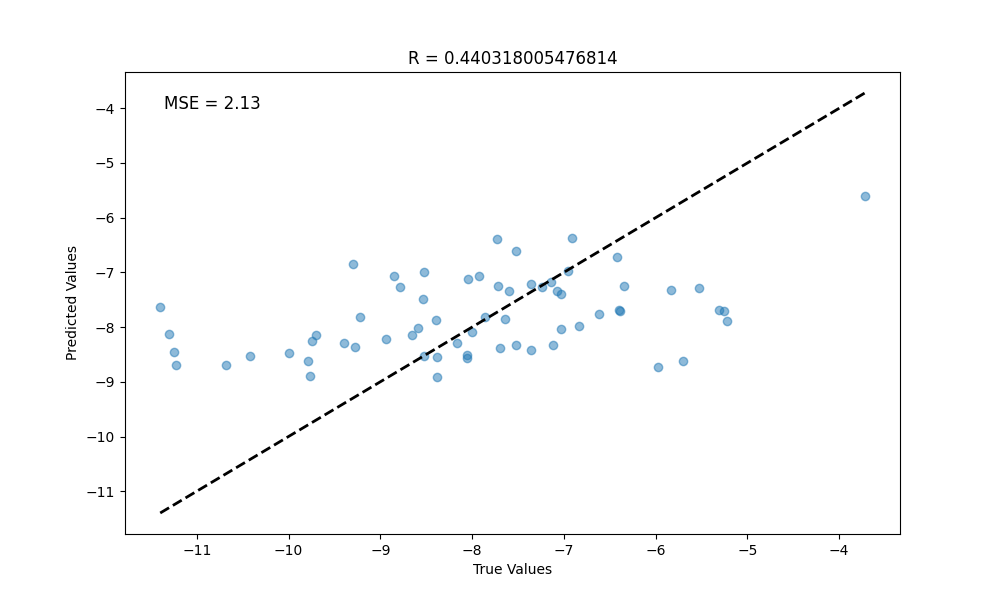 R = 0.440318005476814
MSE = 2.13
−4
−5
−6
−7
−8
−9
−10
−11
Predicted Values
−11 −10 −9 −8 −7 −6 −5 −4
True Values